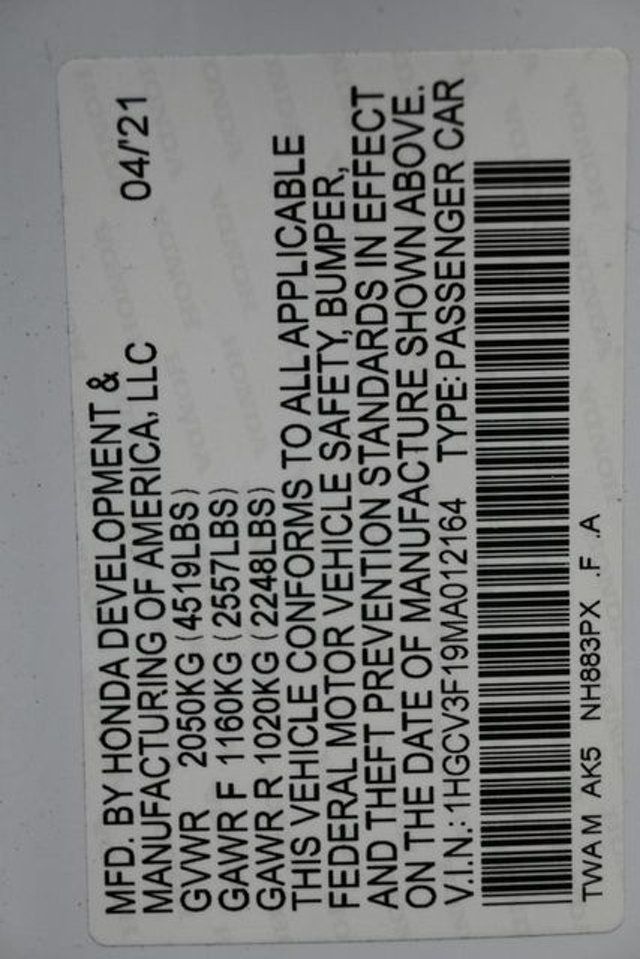 MFD. BY HONDA DEVELOPMENT &
MANUFACTURING OF AMERICA, LLC 04/'21
GVWR 2050KG (4519LBS)
GAWR F 1160KG (2557LBS)
GAWR R 1020KG (2248LBS)
THIS VEHICLE CONFORMS TO ALL APPLICABLE
FEDERAL MOTOR VEHICLE SAFETY, BUMPER,
AND THEFT PREVENTION STANDARDS IN EFFECT
ON THE DATE OF MANUFACTURE SHOWN ABOVE.
V.I.N.: 1HGCV3F19MA012164 TYPE: PASSENGER CAR
TWAM AK5 NH883PX .F .A